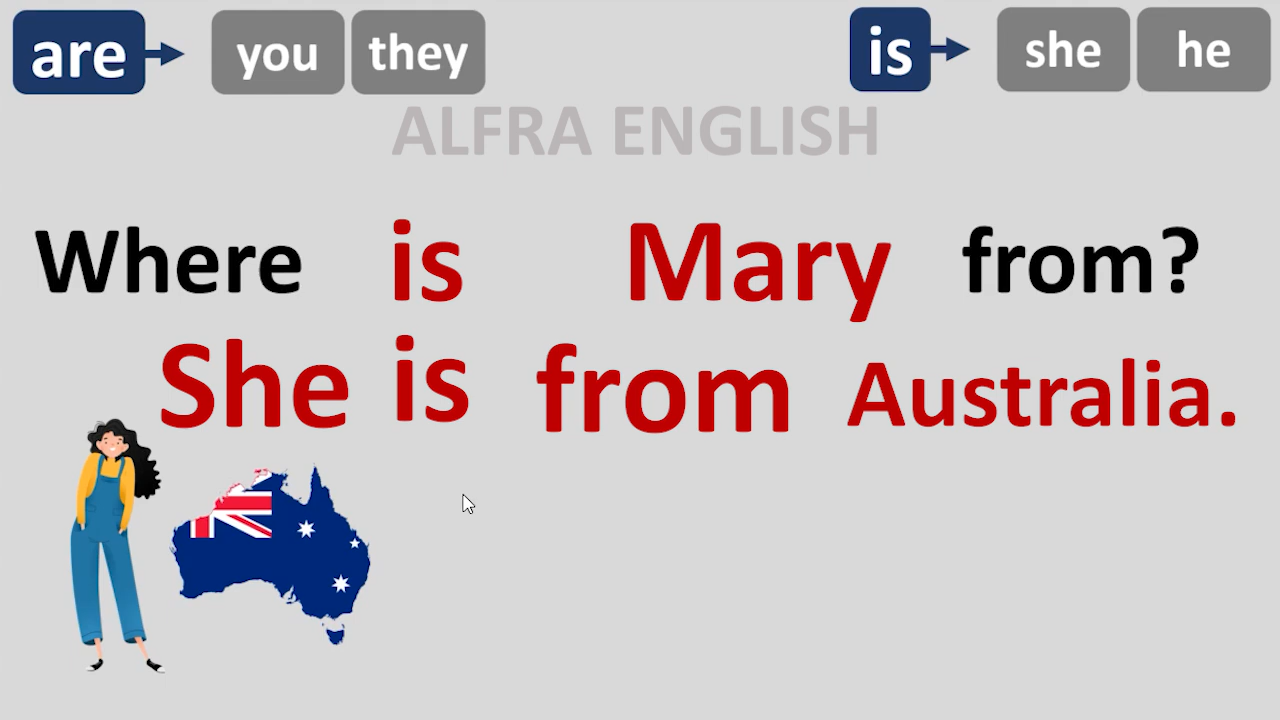 are you they is she he
ALFRA ENGLISH
Where is Mary from?
She is from Australia.